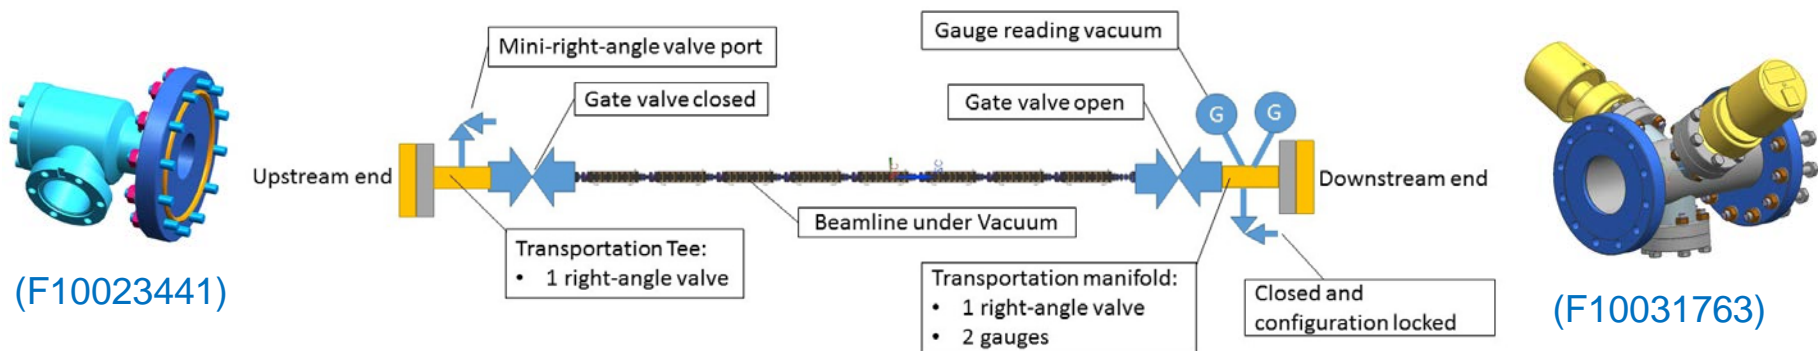 Mini-right-angle valve port
Gauge reading vacuum
Gate valve closed
Gate valve open
G
G
Upstream end
Downstream end
Beamline under Vacuum
Transportation Tee:
• 1 right-angle valve
Transportation manifold:
• 1 right-angle valve
• 2 gauges
Closed and
configuration locked
(F10023441)
(F10031763)